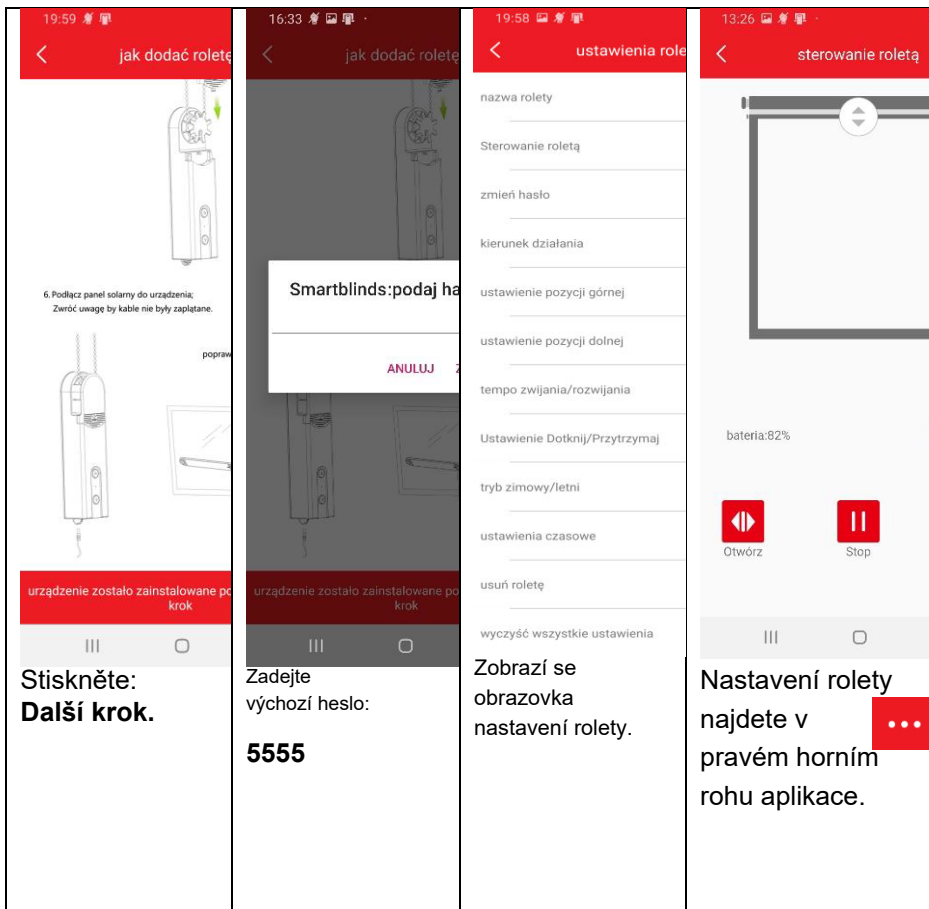 19:59
jak dodać roletę
6. Podłącz panel solarny do urządzenia;
Zwróć uwagę by kable nie były zaplątane.
popraw
urządzenie zostało zainstalowane po
krok
Stiskněte:
Další krok.
16:33
jak dodać roletę
Smartblinds:podaj ha
ANULUJ
urządzenie zostało zainstalowane po
krok
Zadejte
výchozí heslo:
5555
19:58
ustawienia role
nazwa rolety
Sterowanie roletą
zmień hasło
kierunek działania
ustawienie pozycji górnej
ustawienie pozycji dolnej
tempo zwijania/rozwijania
Ustawienie Dotknij/Przytrzymaj
tryb zimowy/letni
ustawienia czasowe
usuń roletę
wyczyść wszystkie ustawienia
Zobrazí se
obrazovka
nastavení rolety.
13:26
sterowanie roletą
bateria:82%
Otwórz
Stop
Nastavení rolety
najdete v
pravém horním
rohu aplikace.